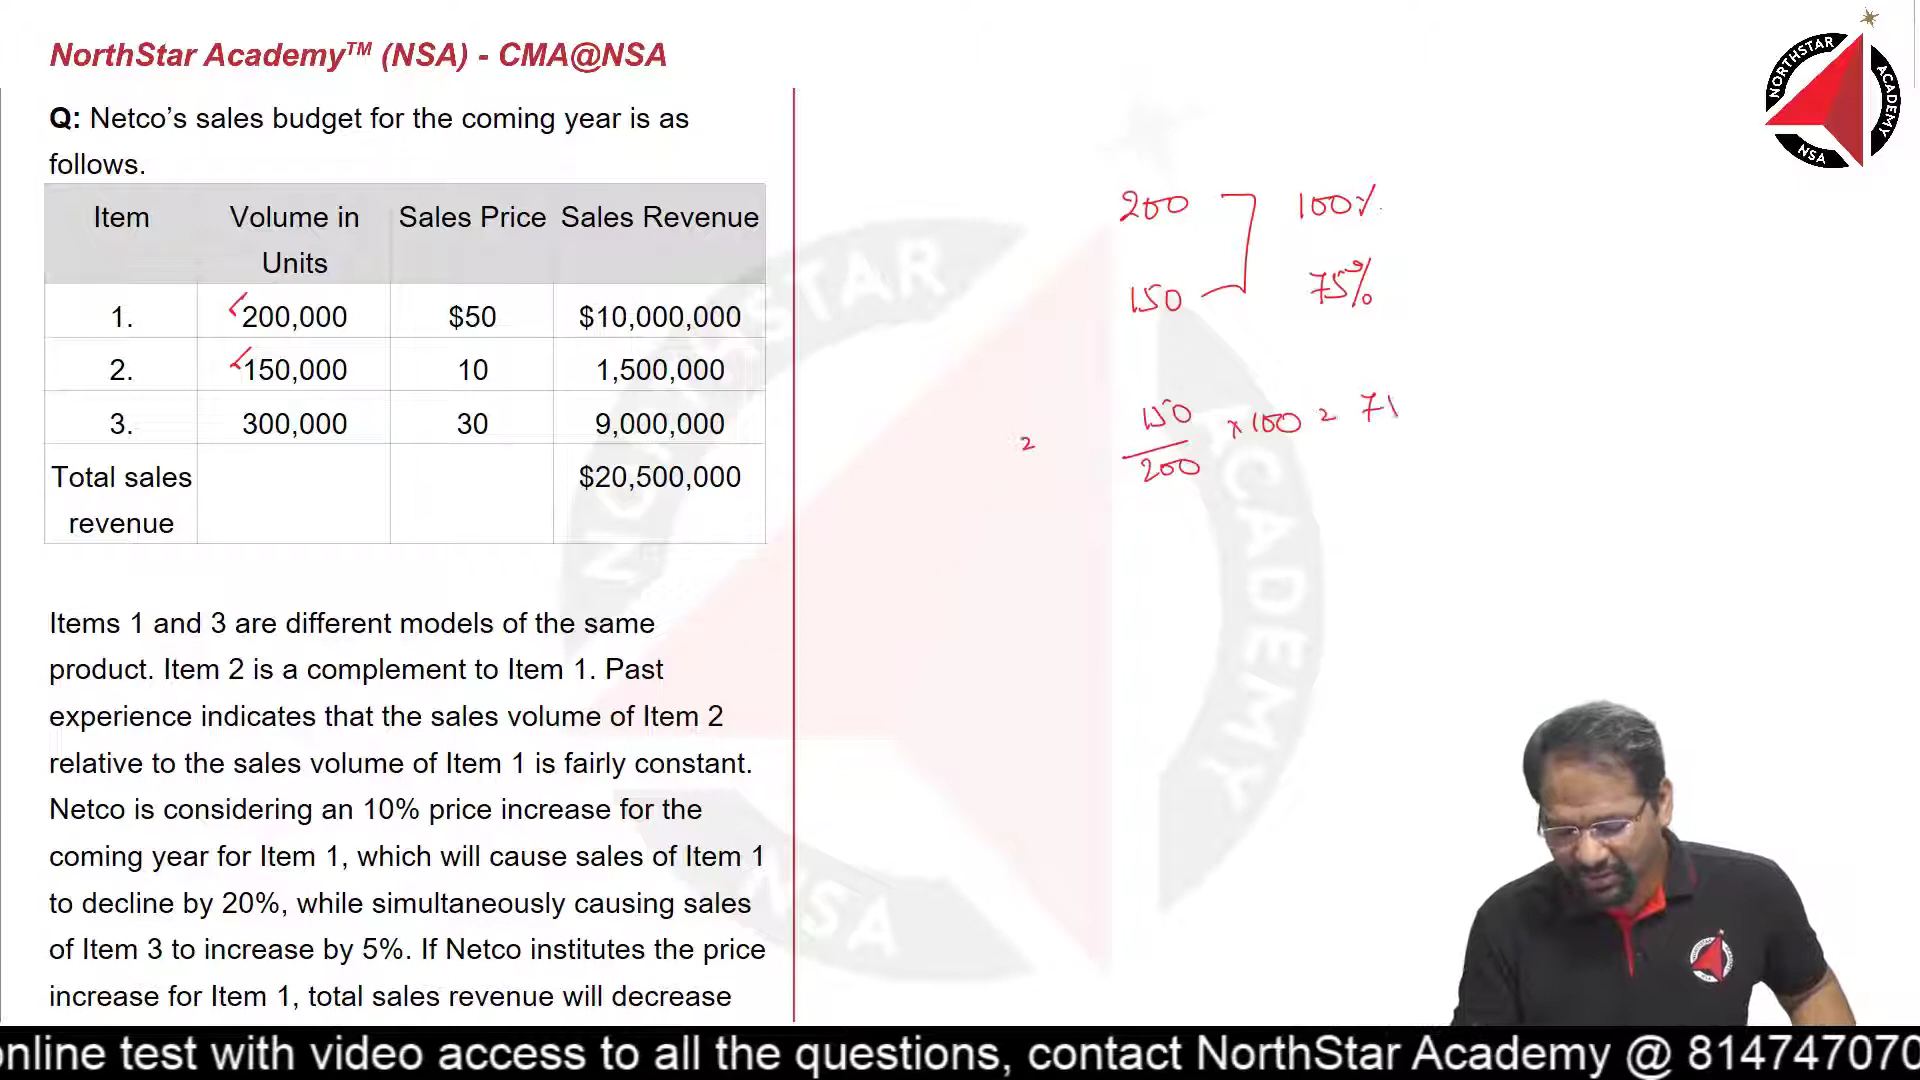 NorthStar Academy™ (NSA) - CMA@NSA
Q: Netco's sales budget for the coming year is as
follows.
Item Volume in Units Sales Price Sales Revenue
1. 200,000 $50 $10,000,000
2. 150,000 10 1,500,000
3. 300,000 30 9,000,000
Total sales revenue $20,500,000
Items 1 and 3 are different models of the same
product. Item 2 is a complement to Item 1. Past
experience indicates that the sales volume of Item 2
relative to the sales volume of Item 1 is fairly constant.
Netco is considering an 10% price increase for the
coming year for Item 1, which will cause sales of Item 1
to decline by 20%, while simultaneously causing sales
of Item 3 to increase by 5%. If Netco institutes the price
increase for Item 1, total sales revenue will decrease
200 100%
150 75%
= 150 / 200 x 100 = 71
NORTHSTAR ACADEMY
NSA
NORTHSTAR ACADEMY
NSA
online test with video access to all the questions, contact NorthStar Academy @ 814747070